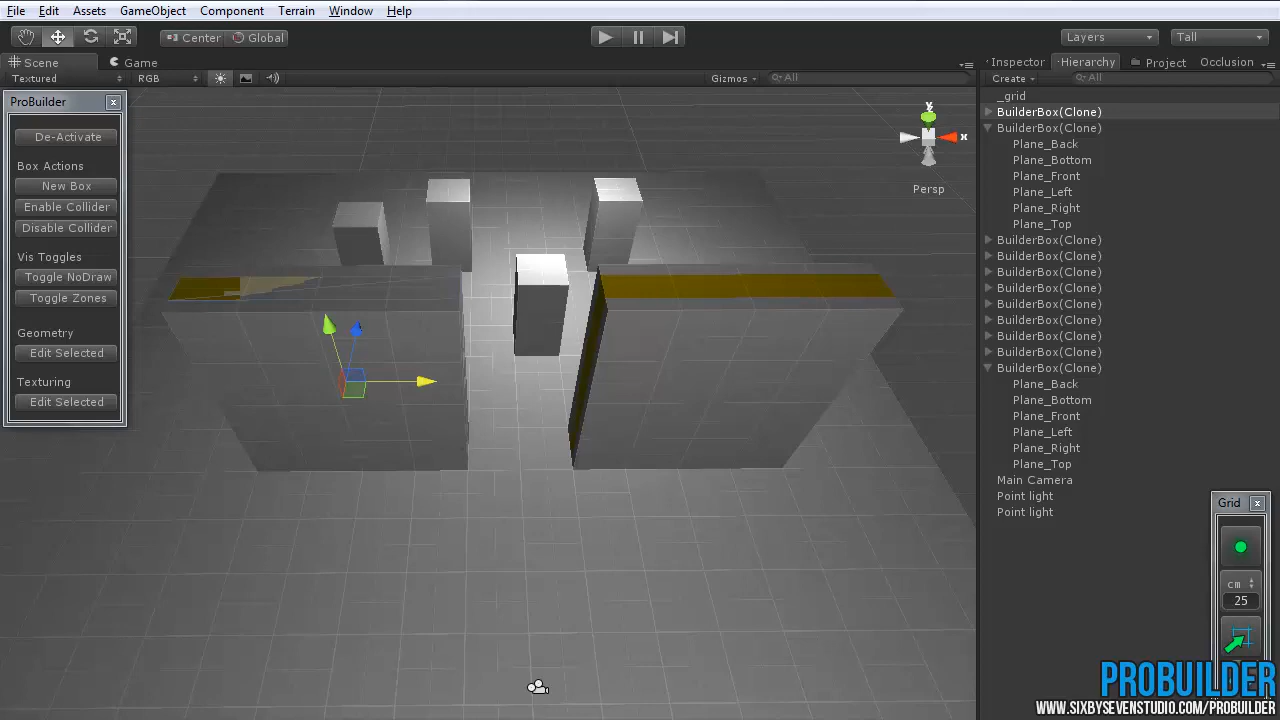 File Edit Assets GameObject Component Terrain Window Help
Center Global
Layers
Tall
Scene
Game
Textured
RGB
Gizmos
All
Inspector
Hierarchy
Project
Occlusion
Create
All
ProBuilder
De-Activate
Box Actions
New Box
Enable Collider
Disable Collider
Vis Toggles
Toggle NoDraw
Toggle Zones
Geometry
Edit Selected
Texturing
Edit Selected
y
x
Persp
_grid
BuilderBox(Clone)
BuilderBox(Clone)
Plane_Back
Plane_Bottom
Plane_Front
Plane_Left
Plane_Right
Plane_Top
BuilderBox(Clone)
BuilderBox(Clone)
BuilderBox(Clone)
BuilderBox(Clone)
BuilderBox(Clone)
BuilderBox(Clone)
BuilderBox(Clone)
BuilderBox(Clone)
BuilderBox(Clone)
Plane_Back
Plane_Bottom
Plane_Front
Plane_Left
Plane_Right
Plane_Top
Main Camera
Point light
Point light
Grid
cm
25
PROBUILDER
WWW.SIXBYSEVENSTUDIO.COM/PROBUILDER